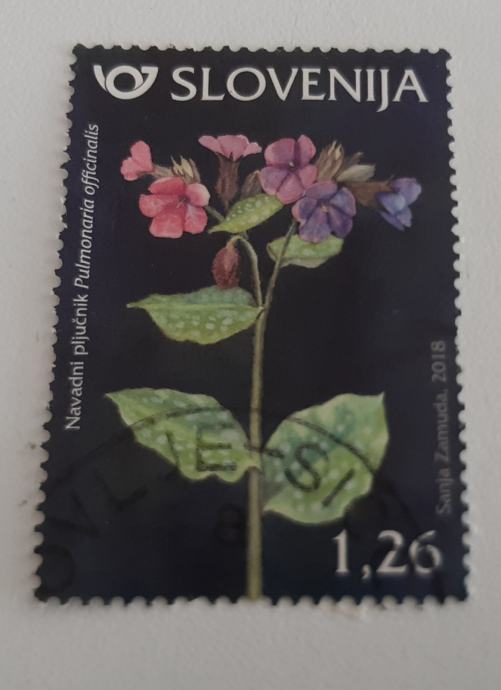 SLOVENIJA
Navadni pljučnik Pulmonaria officinalis
Sanja Zamuda, 2018
1,26